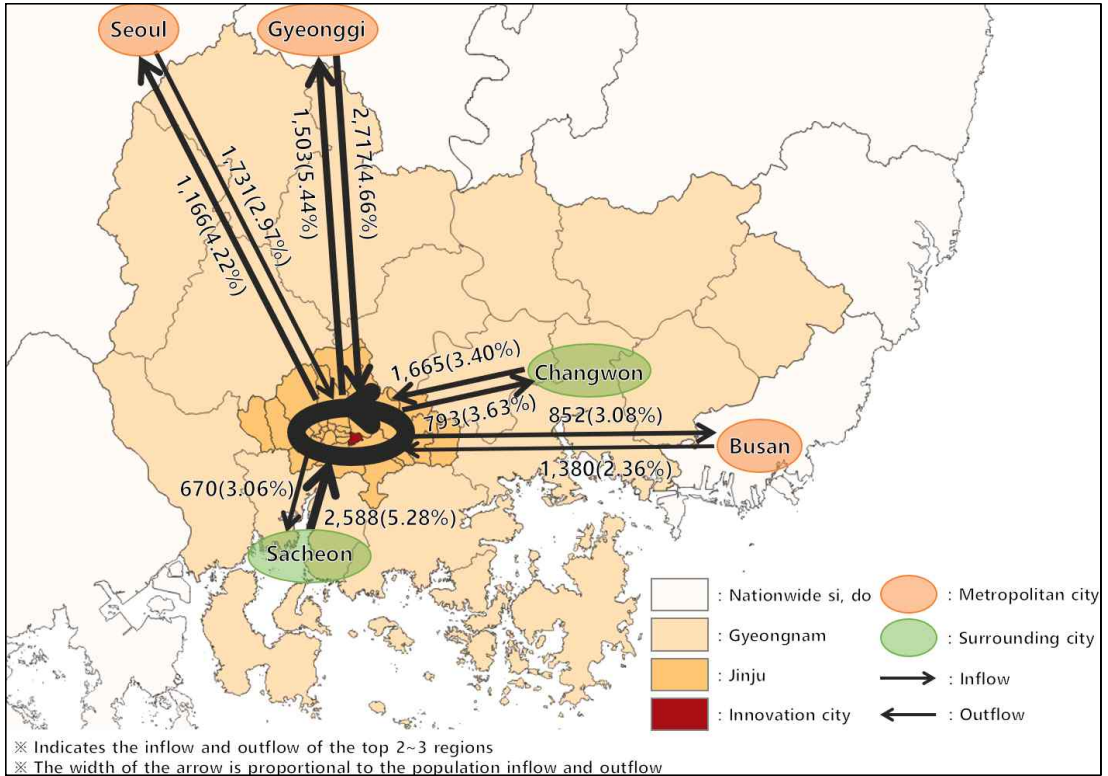 Seoul
Gyeonggi
1,731(2.97%)
1,166(4.22%)
1,503(5.44%)
2,717(4.66%)
1,665(3.40%)
Changwon
793(3.63%)
852(3.08%)
Busan
1,380(2.36%)
670(3.06%)
2,588(5.28%)
Sacheon
: Nationwide si, do
: Metropolitan city
: Gyeongnam
: Surrounding city
: Jinju
: Inflow
: Innovation city
: Outflow
※ Indicates the inflow and outflow of the top 2~3 regions
※ The width of the arrow is proportional to the population inflow and outflow